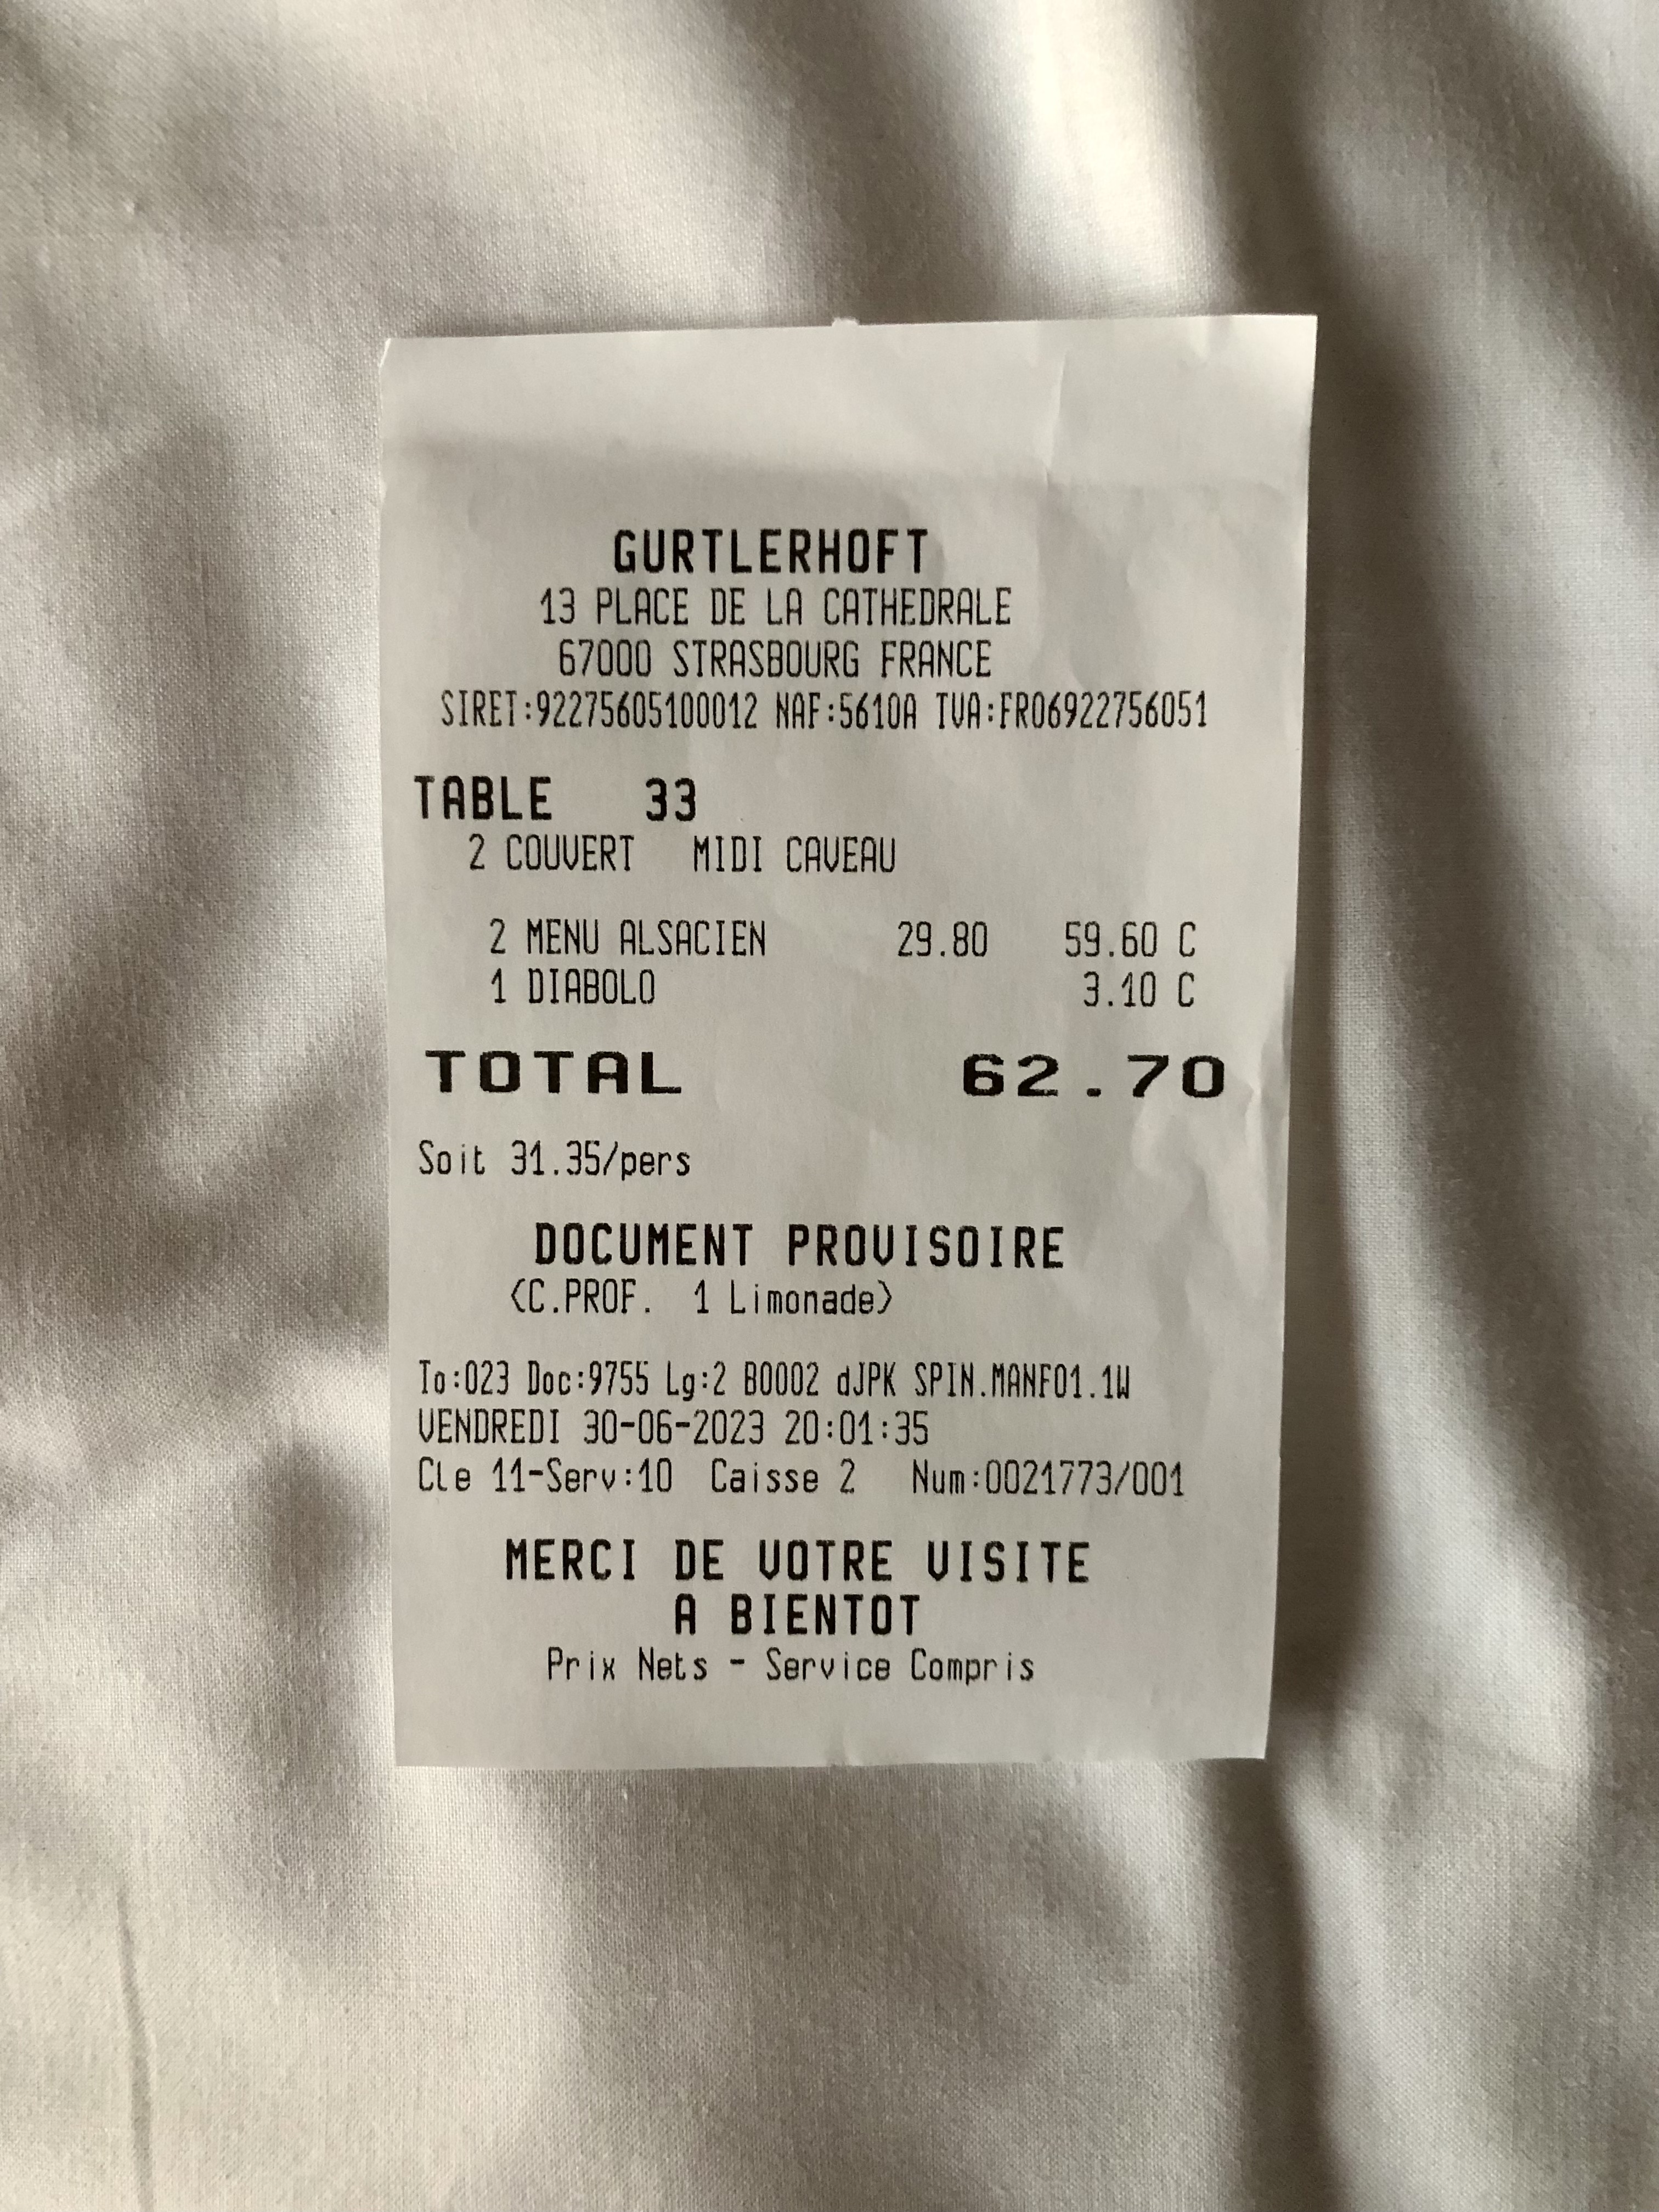 GURTLERHOFT
13 PLACE DE LA CATHEDRALE
67000 STRASBOURG FRANCE
SIRET:92275605100012 NAF:5610A TVA:FR06922756051
TABLE 33
2 COUVERT MIDI CAVEAU
2 MENU ALSACIEN 29.80 59.60 C
1 DIABOLO 3.10 C
TOTAL 62.70
Soit 31.35/pers
DOCUMENT PROVISOIRE
<C.PROF. 1 Limonade>
To:023 Doc:9755 Lg:2 B0002 dJPK SPIN.MANF01.1W
VENDREDI 30-06-2023 20:01:35
Cle 11-Serv:10 Caisse 2 Num:0021773/001
MERCI DE VOTRE VISITE
A BIENTOT
Prix Nets - Service Compris